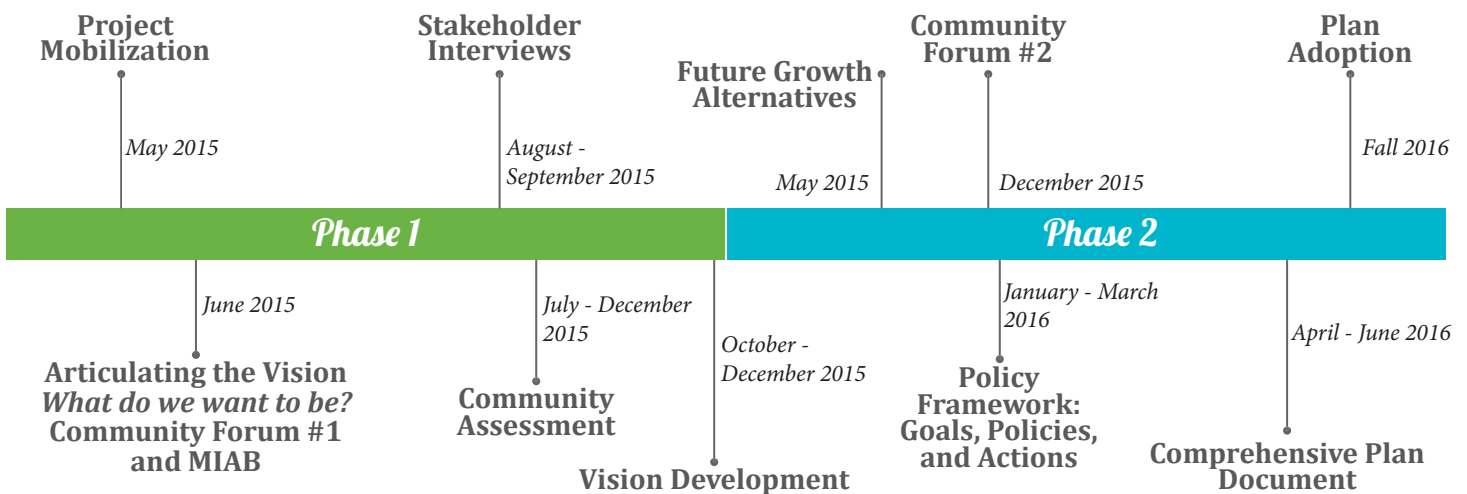 Project
Mobilization
May 2015
Stakeholder
Interviews
August -
September 2015
Future Growth
Alternatives
May 2015
Community
Forum #2
December 2015
Plan
Adoption
Fall 2016
Phase 1
Phase 2
June 2015
Articulating the Vision
What do we want to be?
Community Forum #1
and MIAB
July - December
2015
Community
Assessment
October -
December 2015
Vision Development
January - March
2016
Policy
Framework:
Goals, Policies,
and Actions
April - June 2016
Comprehensive Plan
Document